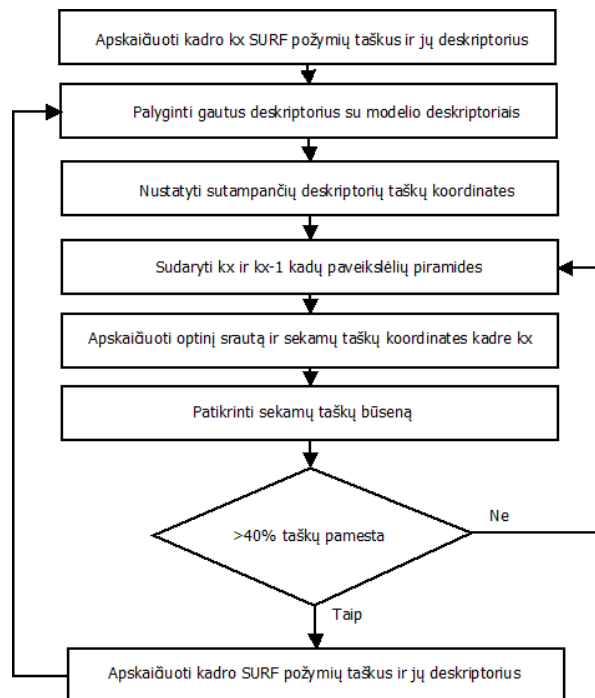 Apskaičiuoti kadro kx SURF požymių taškus ir jų deskriptorius
Palyginti gautus deskriptorius su modelio deskriptoriais
Nustatyti sutampančių deskriptorių taškų koordinates
Sudaryti kx ir kx-1 kadų paveikslėlių piramides
Apskaičiuoti optinį srautą ir sekamų taškų koordinates kadre kx
Patikrinti sekamų taškų būseną
>40% taškų pamesta
Ne
Taip
Apskaičiuoti kadro SURF požymių taškus ir jų deskriptorius